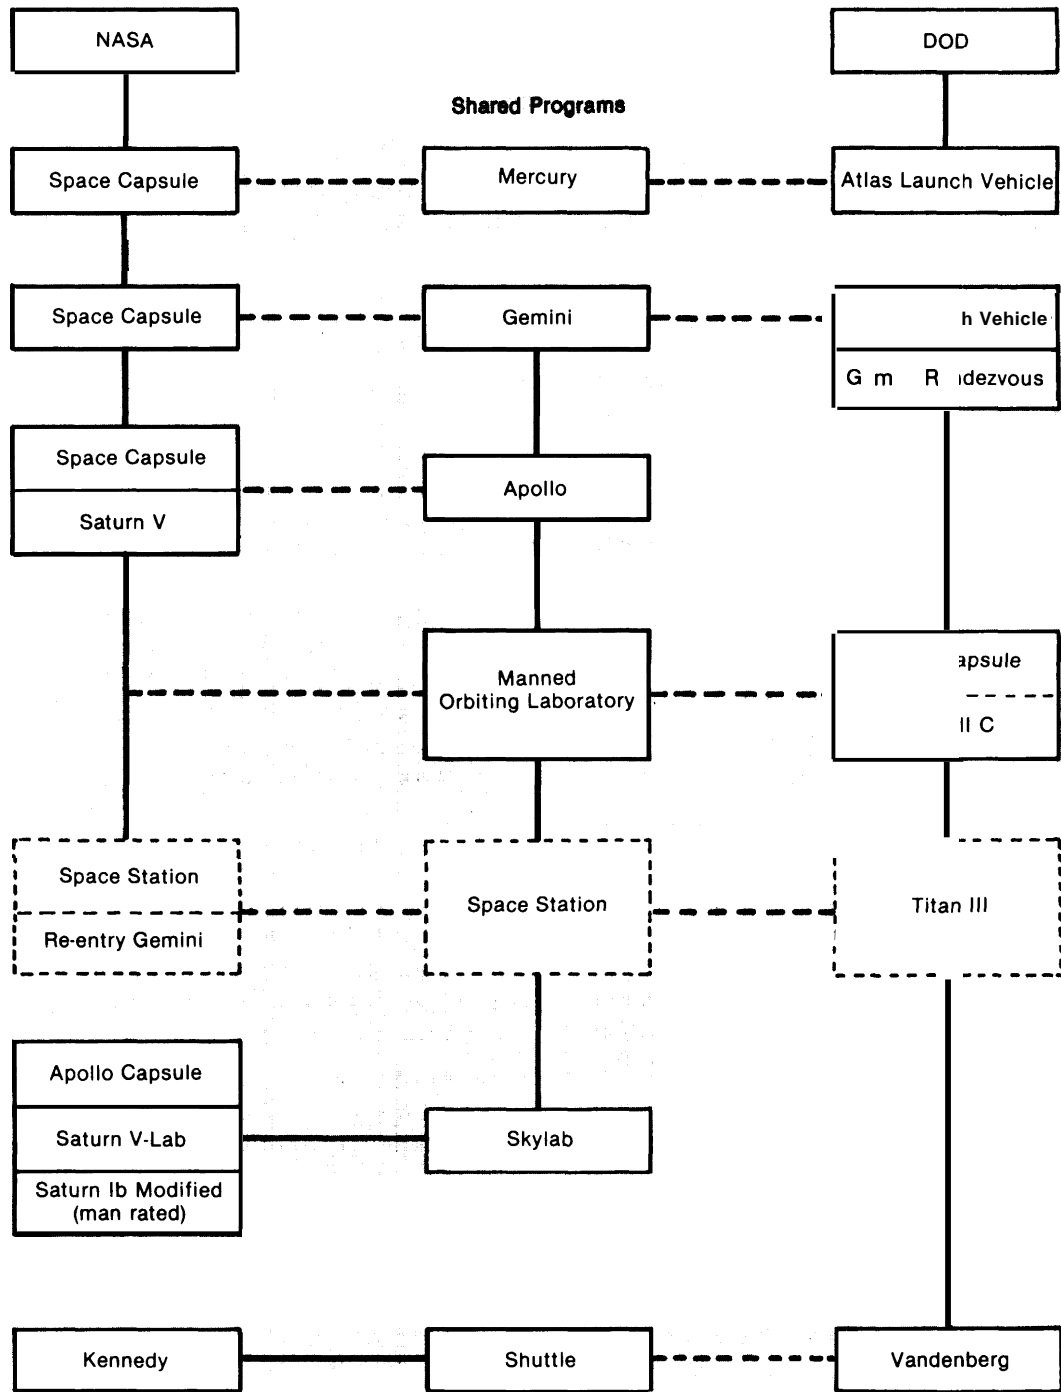 NASA
DOD
Shared Programs
Space Capsule
Mercury
Atlas Launch Vehicle
Space Capsule
Gemini
h Vehicle
G m R ndezvous
Space Capsule
Saturn V
Apollo
Manned
Orbiting Laboratory
apsule
II C
Space Station
Re-entry Gemini
Space Station
Titan III
Apollo Capsule
Saturn V-Lab
Saturn Ib Modified
(man rated)
Skylab
Kennedy
Shuttle
Vandenberg